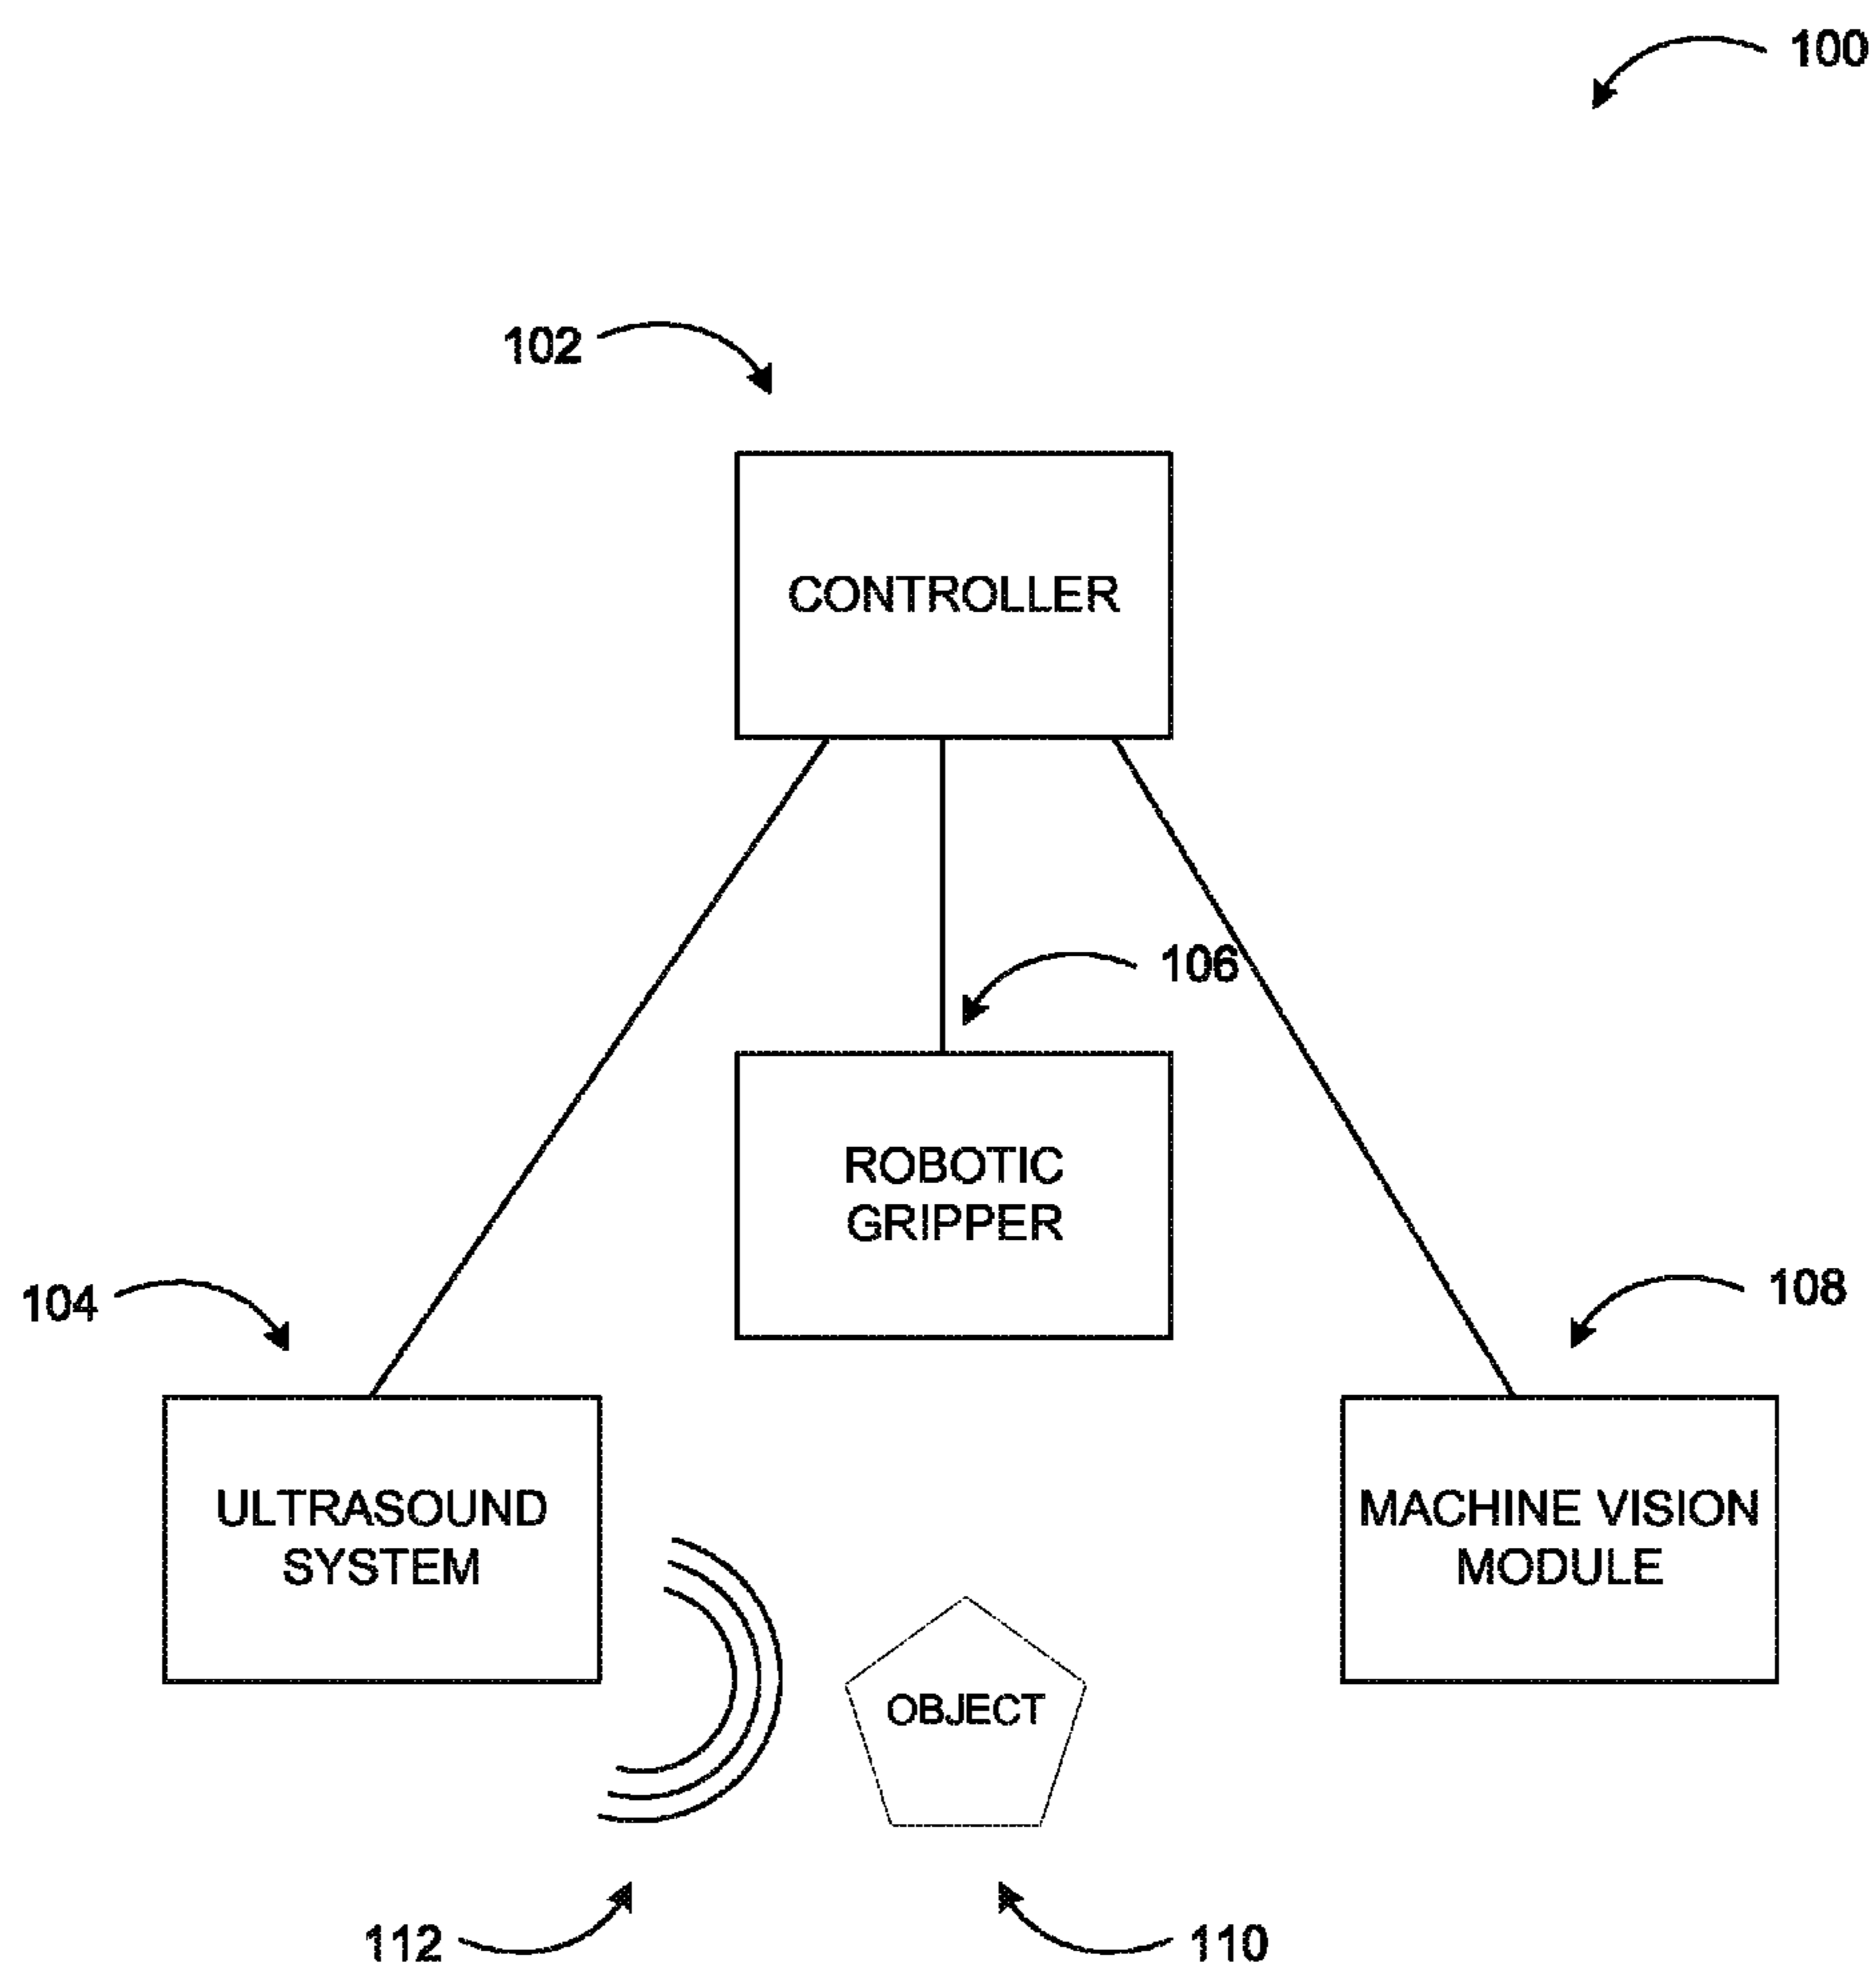 100
102
CONTROLLER
106
ROBOTIC
GRIPPER
104
108
ULTRASOUND
SYSTEM
MACHINE VISION
MODULE
OBJECT
112
110